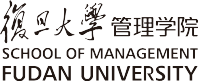 復旦大學 管理学院
SCHOOL OF MANAGEMENT
FUDAN UNIVERSITY